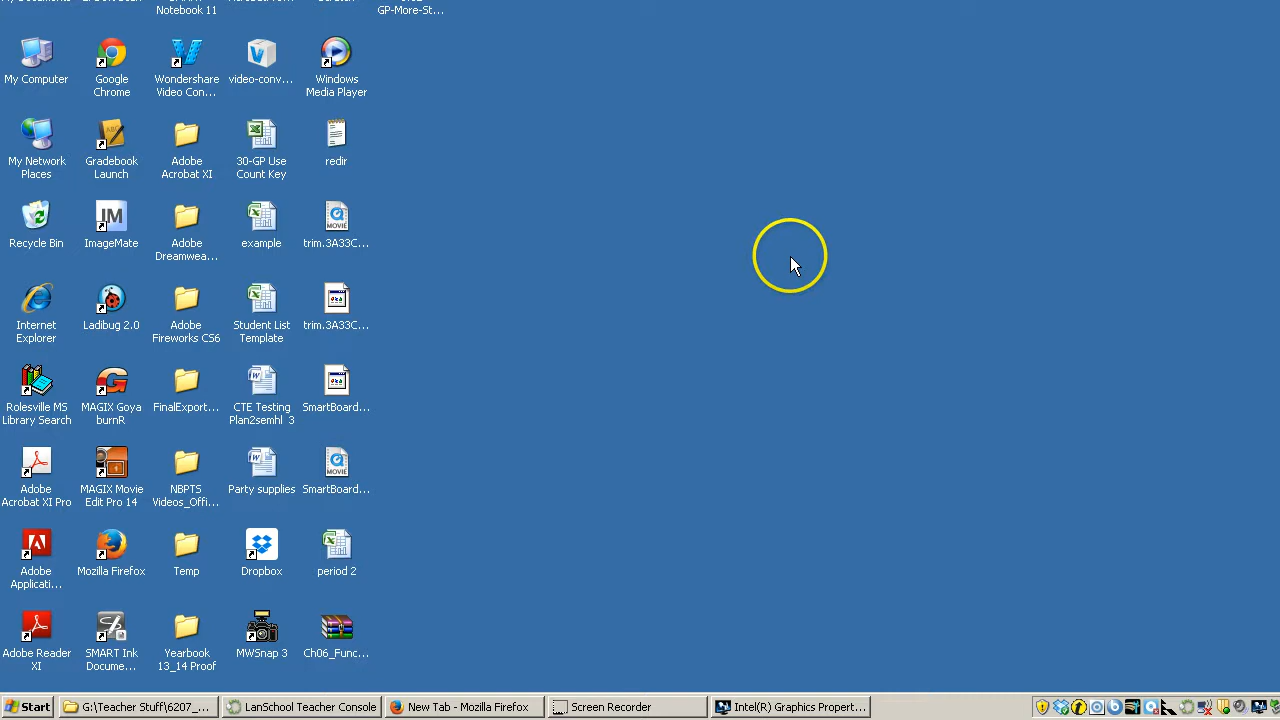 Notebook 11
GP-More-St...
My Computer
Google
Chrome
Wondershare
Video Con...
video-conv...
Windows
Media Player
My Network
Places
Gradebook
Launch
Adobe
Acrobat XI
30-GP Use
Count Key
redir
Recycle Bin
IM
ImageMate
Adobe
Dreamwea...
example
MOVIE
trim.3A33C...
Internet
Explorer
Ladibug 2.0
Adobe
Fireworks CS6
Student List
Template
trim.3A33C...
Rolesville MS
Library Search
MAGIX Goya
burnR
FinalExport...
CTE Testing
Plan2semhl 3
SmartBoard...
Adobe
Acrobat XI Pro
MAGIX Movie
Edit Pro 14
NBPTS
Videos_Offi...
Party supplies
MOVIE
SmartBoard...
Adobe
Applicati...
Mozilla Firefox
Temp
Dropbox
period 2
Adobe Reader
XI
SMART Ink
Docume...
Yearbook
13_14 Proof
MWSnap 3
Ch06_Func...
Start
G:\Teacher Stuff\6207_...
LanSchool Teacher Console
New Tab - Mozilla Firefox
Screen Recorder
Intel(R) Graphics Propert...